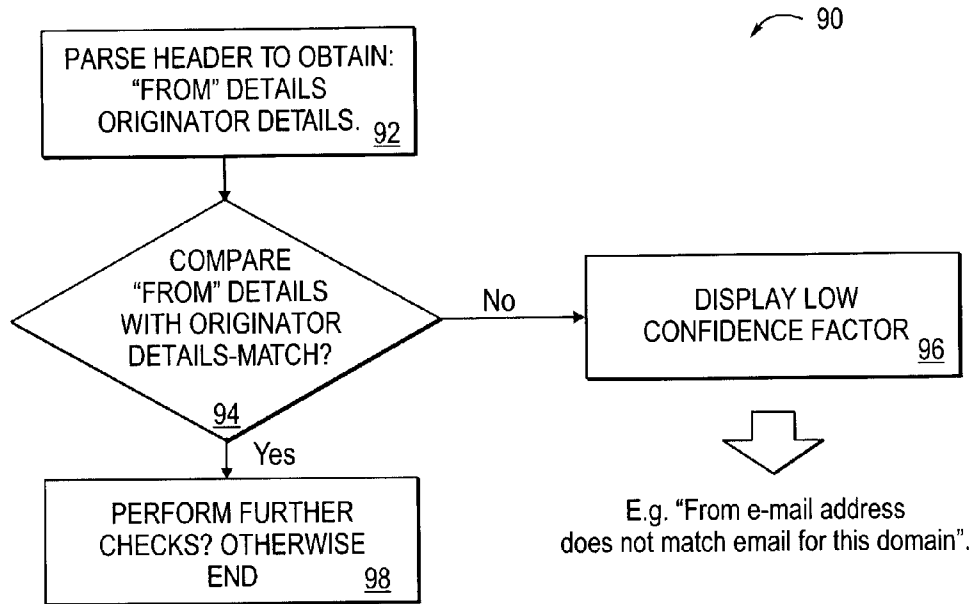 90
PARSE HEADER TO OBTAIN:
"FROM" DETAILS
ORIGINATOR DETAILS.
92
COMPARE
"FROM" DETAILS
WITH ORIGINATOR
DETAILS-MATCH?
94
No
DISPLAY LOW
CONFIDENCE FACTOR
96
Yes
E.g. "From e-mail address
does not match email for this domain".
PERFORM FURTHER
CHECKS? OTHERWISE
END
98